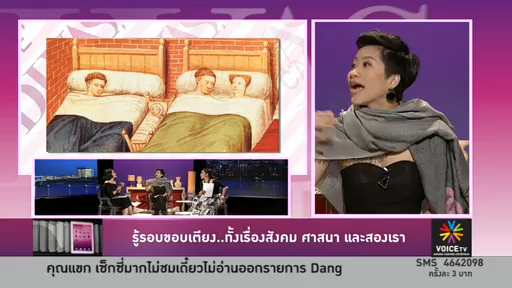 รู้รอบขอบเตียง..ทั้งเรื่องสังคม ศาสนา และสองเรา
VOICETV
คุณแขก เซ็กซี่มากไม่ชมเดี๋ยวไม่อ่านออกรายการ Dang
SMS 4642098
ครั้งละ 3 บาท